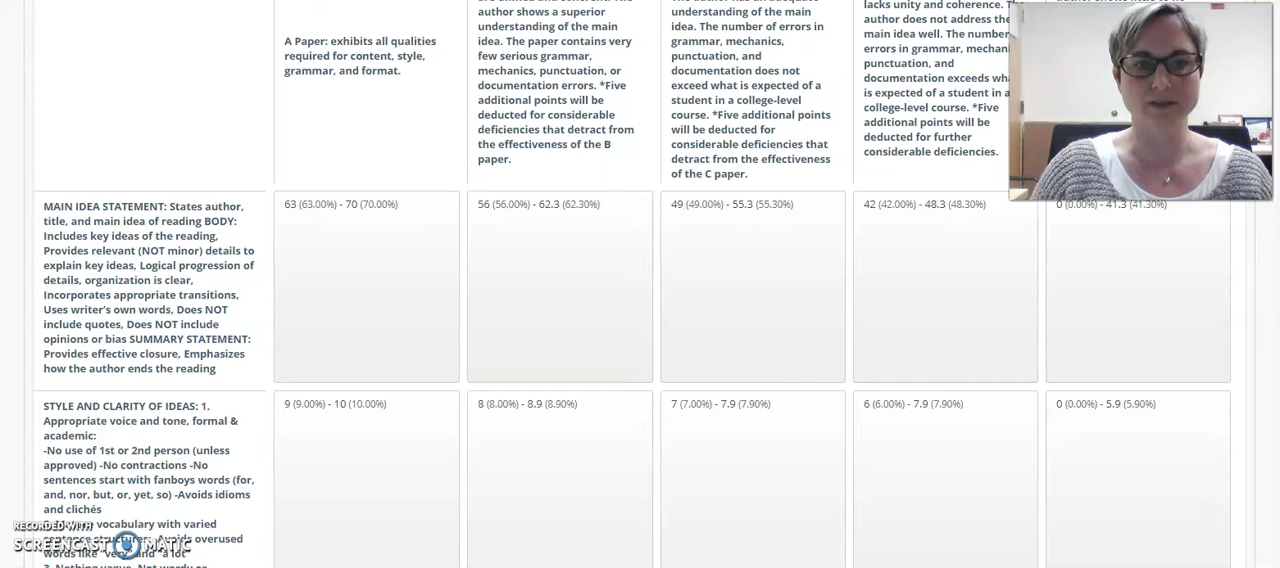 A Paper: exhibits all qualities
required for content, style,
grammar, and format.
author shows a superior
understanding of the main
idea. The paper contains very
few serious grammar,
mechanics, punctuation, or
documentation errors. *Five
additional points will be
deducted for considerable
deficiencies that detract from
the effectiveness of the B
paper.
understanding of the main
idea. The number of errors in
grammar, mechanics,
punctuation, and
documentation does not
exceed what is expected of a
student in a college-level
course. *Five additional points
will be deducted for
considerable deficiencies that
detract from the effectiveness
of the C paper.
lacks unity and coherence.
author does not address the
main idea well. The number
errors in grammar,
punctuation, and
documentation exceeds
is expected of a student in a
college-level course. *Five
additional points will be
deducted for further
considerable deficiencies.
MAIN IDEA STATEMENT: States author,
title, and main idea of reading BODY:
Includes key ideas of the reading,
Provides relevant (NOT minor) details to
explain key ideas, Logical progression of
details, organization is clear,
Incorporates appropriate transitions,
Uses writer's own words, Does NOT
include quotes, Does NOT include
opinions or bias SUMMARY STATEMENT:
Provides effective closure, Emphasizes
how the author ends the reading
63 (63.00%) - 70 (70.00%)
56 (56.00%) - 62.3 (62.30%)
49 (49.00%) - 55.3 (55.30%)
42 (42.00%) - 48.3 (48.30%)
0 (0.00%) - 41.3 (41.30%)
STYLE AND CLARITY OF IDEAS: 1.
Appropriate voice and tone, formal &
academic:
-No use of 1st or 2nd person (unless
approved) -No contractions -No
sentences start with fanboys words (for,
and, nor, but, or, yet, so) -Avoids idioms
and clichés
vocabulary with varied
overused
words like "very" and "a lot"
3. Nothing vague, Not wordy or
9 (9.00%) - 10 (10.00%)
8 (8.00%) - 8.9 (8.90%)
7 (7.00%) - 7.9 (7.90%)
6 (6.00%) - 7.9 (7.90%)
0 (0.00%) - 5.9 (5.90%)
RECORDED WITH
SCREENCAST MATIC